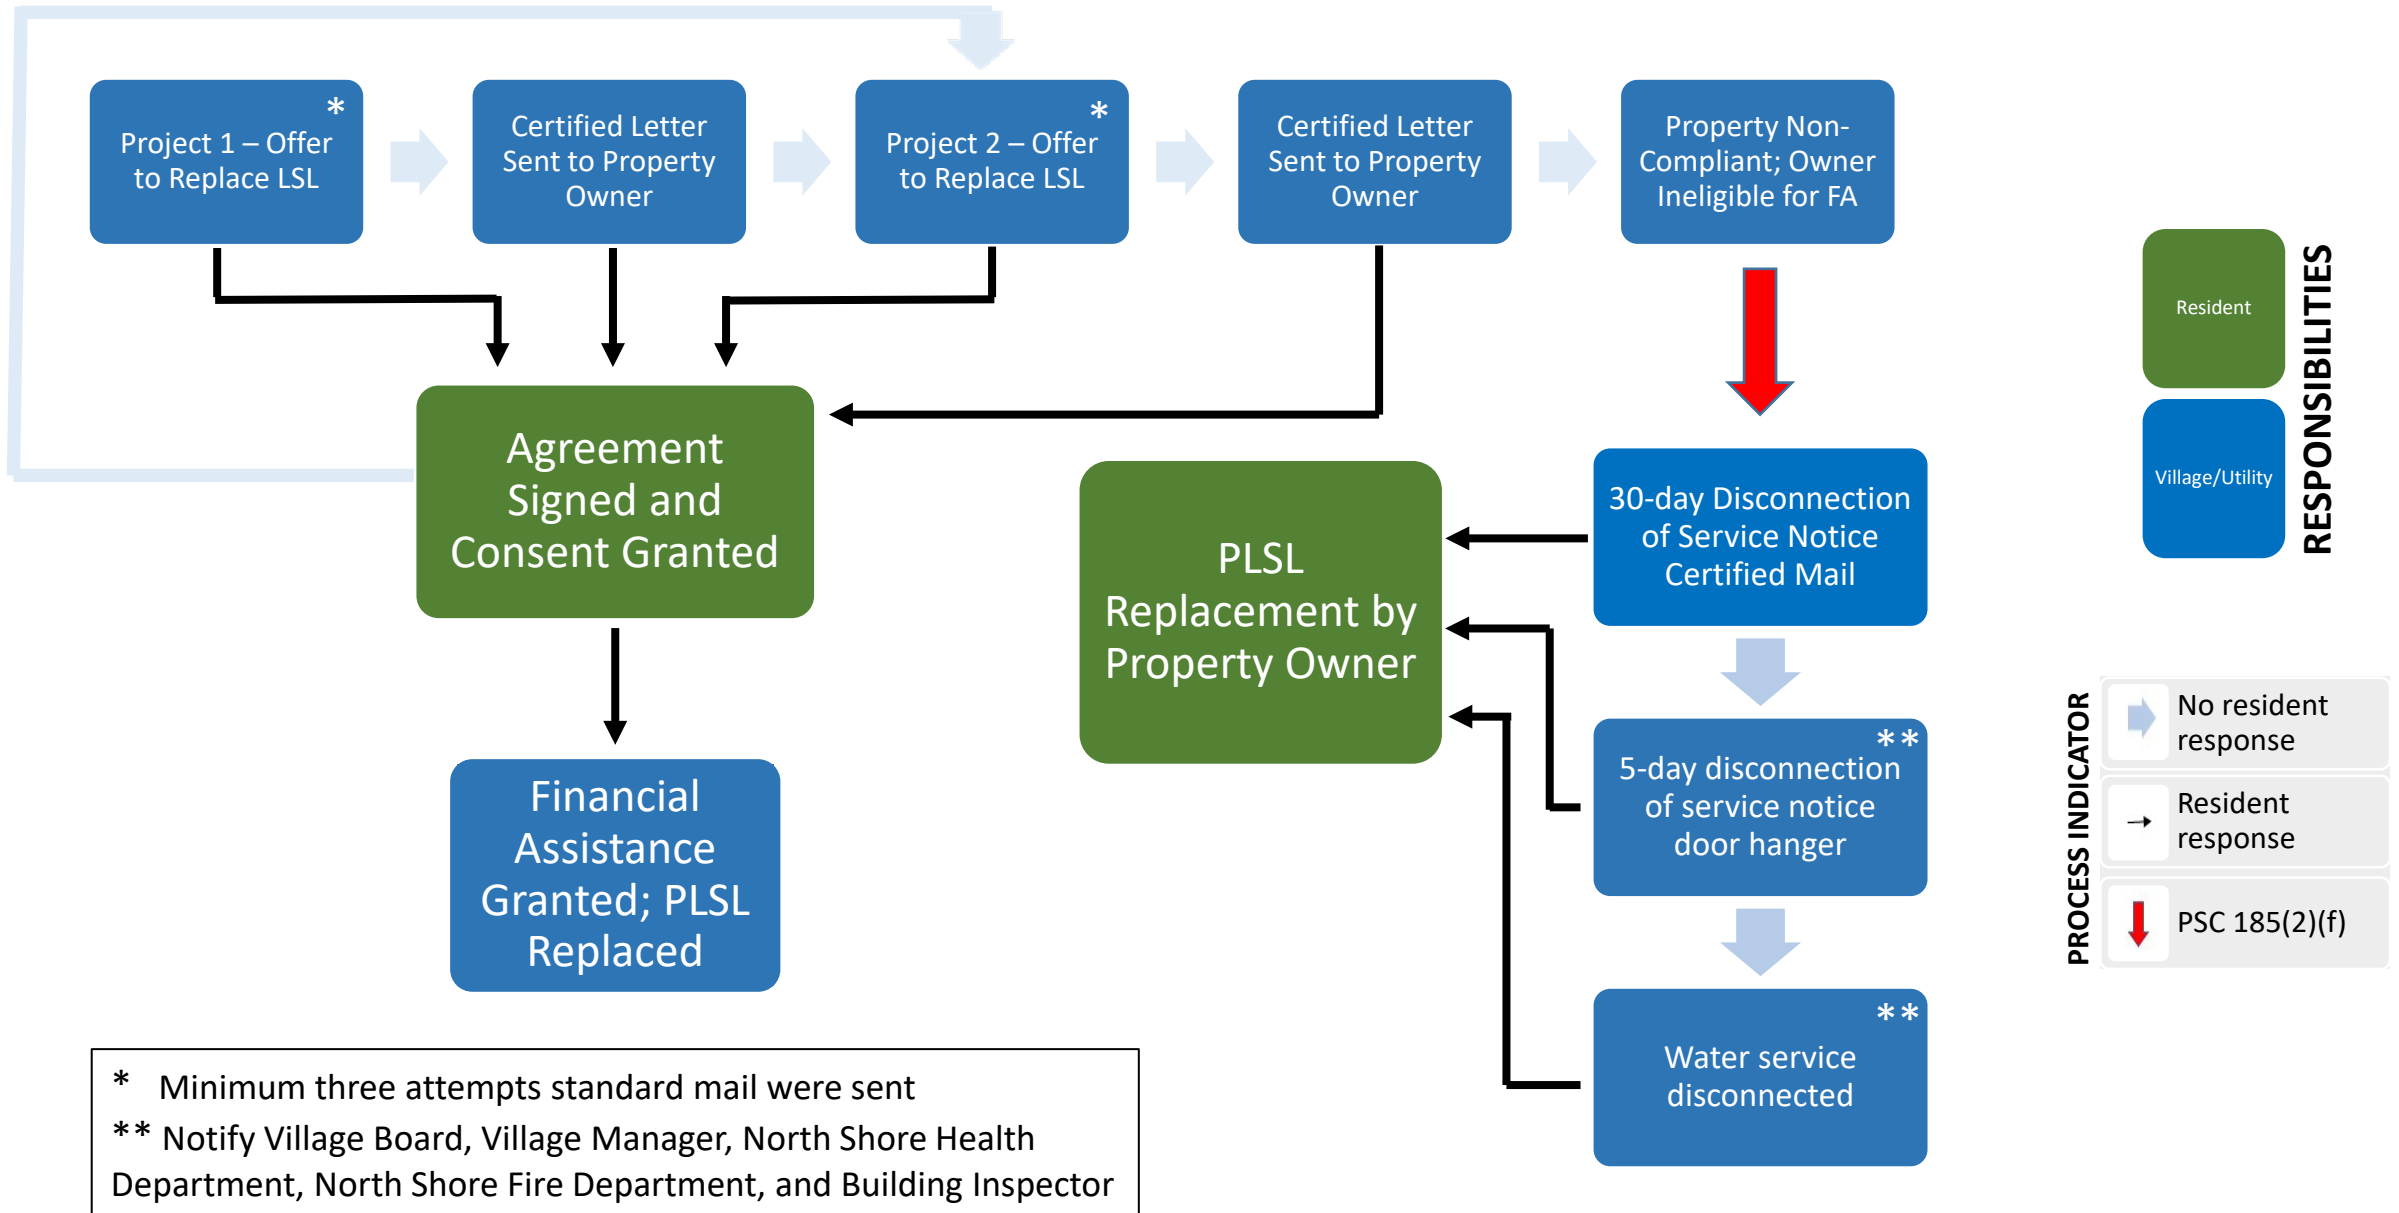 Project 1 – Offer
to Replace LSL
*
Certified Letter
Sent to Property
Owner
Project 2 – Offer
to Replace LSL
*
Certified Letter
Sent to Property
Owner
Property Non-
Compliant; Owner
Ineligible for FA
Agreement
Signed and
Consent Granted
Financial
Assistance
Granted; PLSL
Replaced
PLSL
Replacement by
Property Owner
30-day Disconnection
of Service Notice
Certified Mail
**
5-day disconnection
of service notice
door hanger
**
Water service
disconnected
Resident
Village/Utility
RESPONSIBILITIES
PROCESS INDICATOR
No resident
response
Resident
response
PSC 185(2)(f)
* Minimum three attempts standard mail were sent
** Notify Village Board, Village Manager, North Shore Health
Department, North Shore Fire Department, and Building Inspector